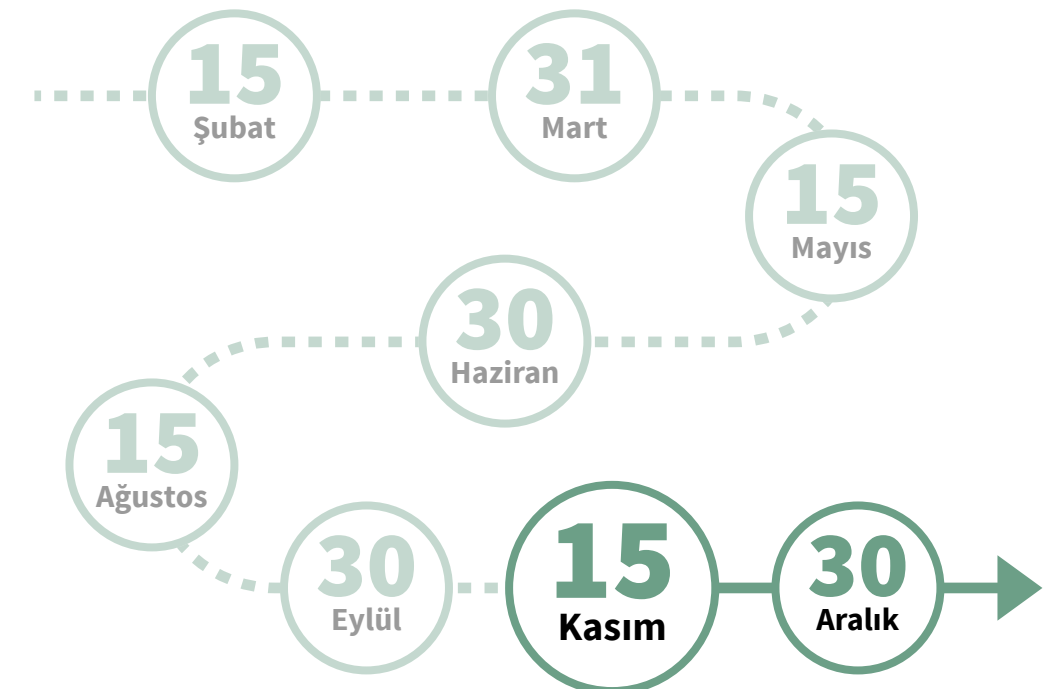 15
Şubat
31
Mart
15
Mayıs
30
Haziran
15
Ağustos
30
Eylül
15
Kasım
30
Aralık